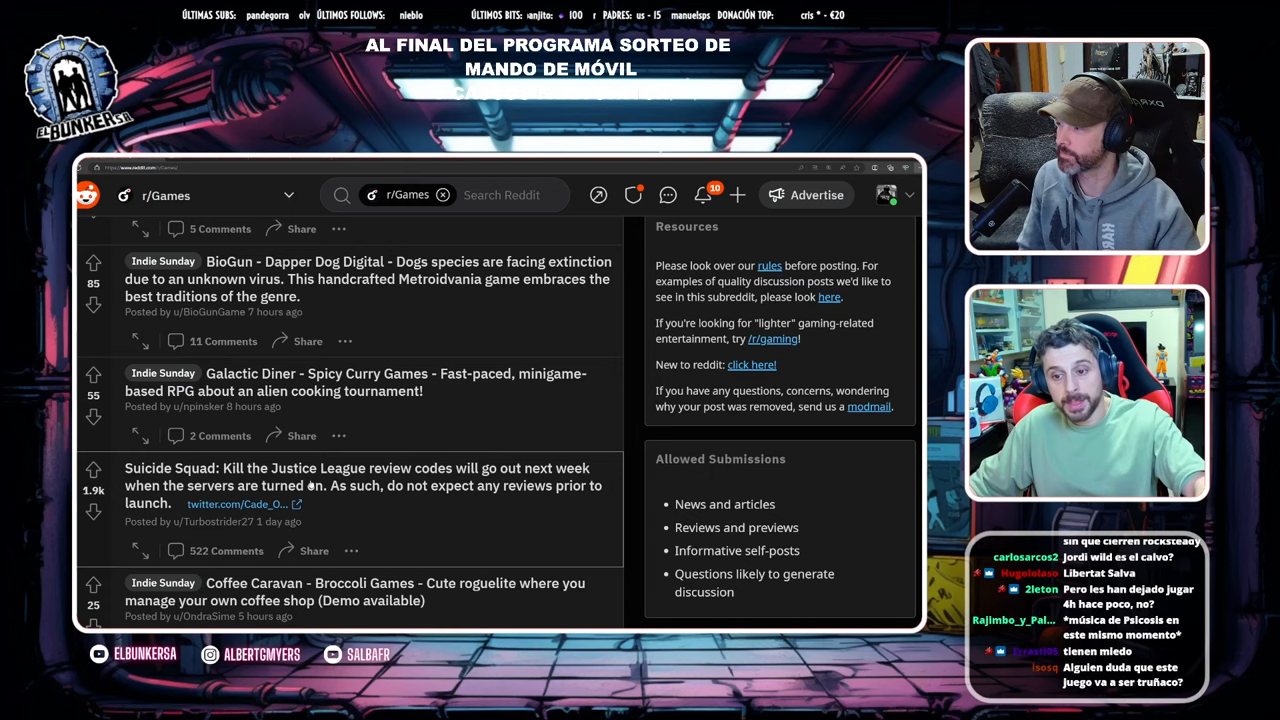 ÚLTIMAS SUBS: pandegorra olv ÚLTIMOS FOLLOWS: nieblo ÚLTIMOS BITS: anjito: 100 r PADRES: us - 15 manuelsps DONACIÓN TOP: cris * - €20
AL FINAL DEL PROGRAMA SORTEO DE
MANDO DE MÓVIL
ELBUNKERSA
r/Games
r/Games
Search Reddit
10
Advertise
5 Comments
Share
85
Indie Sunday BioGun - Dapper Dog Digital - Dogs species are facing extinction
due to an unknown virus. This handcrafted Metroidvania game embraces the
best traditions of the genre.
Posted by u/BioGunGame 7 hours ago
11 Comments
Share
55
Indie Sunday Galactic Diner - Spicy Curry Games - Fast-paced, minigame-
based RPG about an alien cooking tournament!
Posted by u/npinsker 8 hours ago
2 Comments
Share
1.9k
Suicide Squad: Kill the Justice League review codes will go out next week
when the servers are turned on. As such, do not expect any reviews prior to
launch. twitter.com/Cade_O...
Posted by u/Turbostrider27 1 day ago
522 Comments
Share
25
Indie Sunday Coffee Caravan - Broccoli Games - Cute roguelite where you
manage your own coffee shop (Demo available)
Posted by u/OndraSime 5 hours ago
Resources
Please look over our rules before posting. For
examples of quality discussion posts we'd like to
see in this subreddit, please look here.
If you're looking for "lighter" gaming-related
entertainment, try /r/gaming!
New to reddit: click here!
If you have any questions, concerns, wondering
why your post was removed, send us a modmail.
Allowed Submissions
News and articles
Reviews and previews
Informative self-posts
Questions likely to generate
discussion
sin que cierren rocksteady
carlosarcos2 Jordi wild es el calvo?
Hugololaso Libertat Salva
2leton Pero les han dejado jugar
4h hace poco, no?
Rajimbo_y_Pal... *música de Psicosis en
este mismo momento*
Errasti05 tienen miedo
isosq Alguien duda que este
juego va a ser truñaco?
ELBUNKERSA
ALBERTGMYERS
SALBAFR